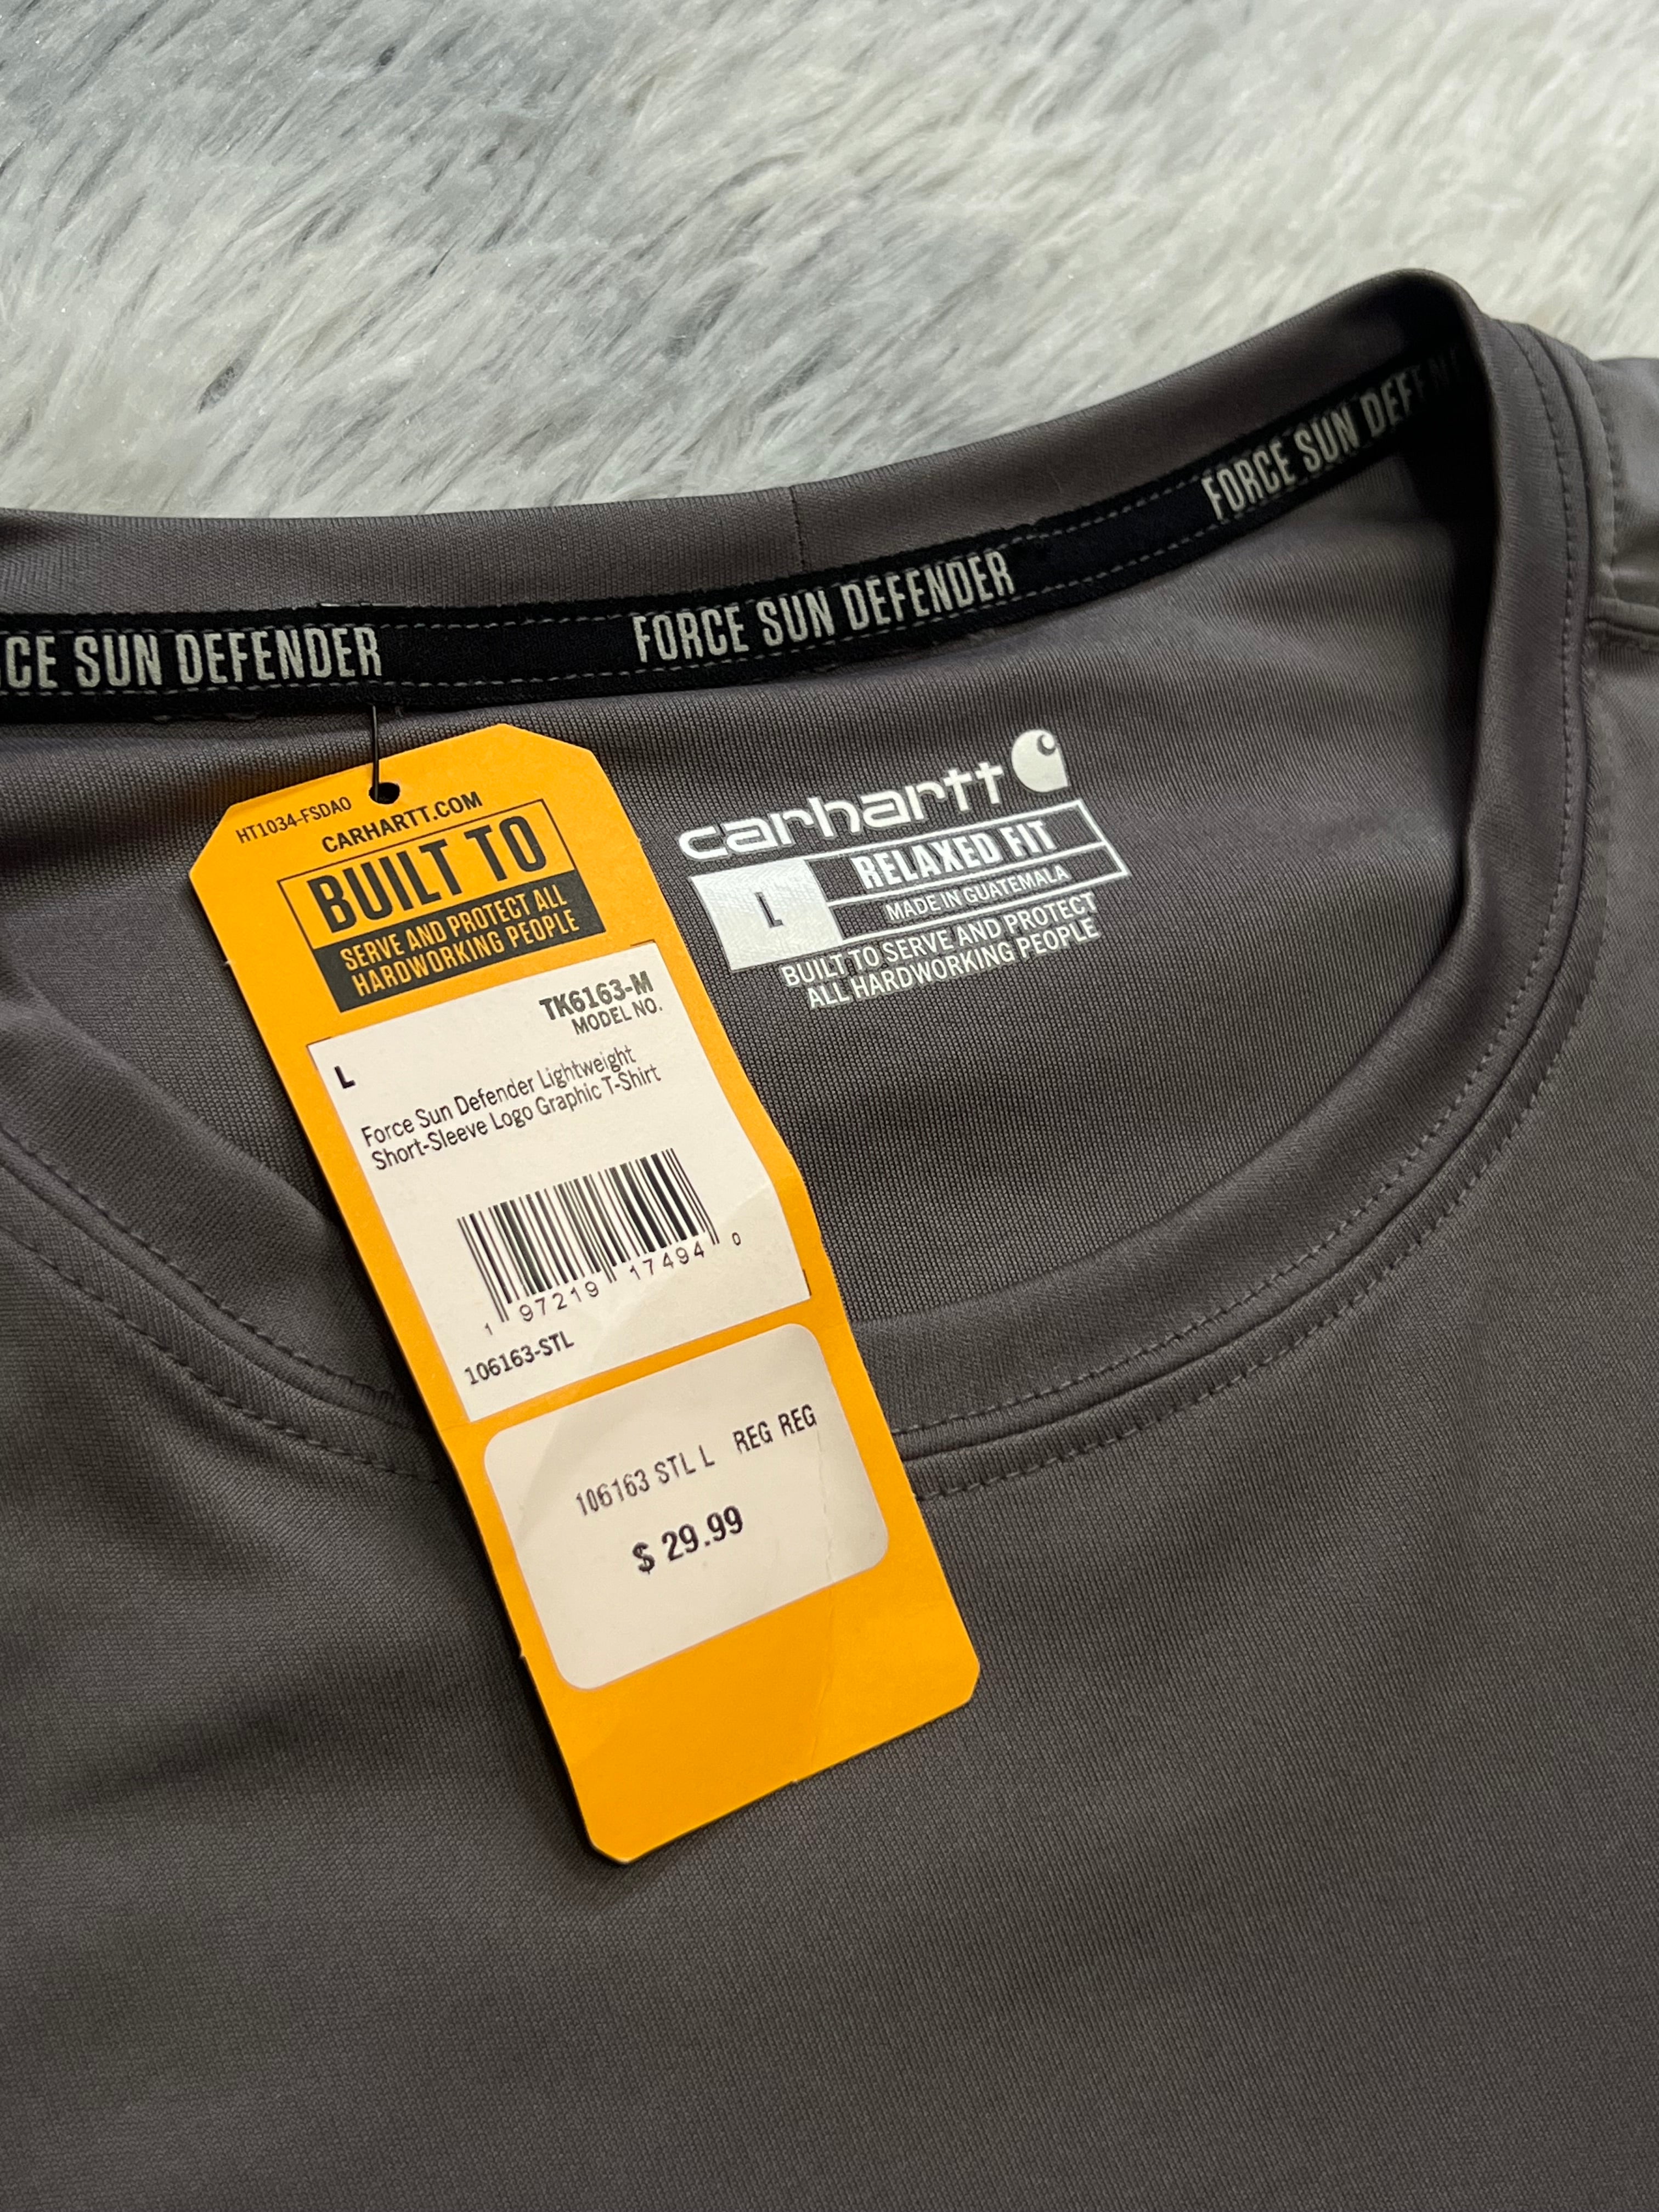 CE SUN DEFENDER
FORCE SUN DEFENDER
FORCE SUN DEFEN
HT1034-FSDAO
CARHARTT.COM
BUILT TO
SERVE AND PROTECT ALL
HARDWORKING PEOPLE
TK6163-M
MODEL NO.
L
Force Sun Defender Lightweight
Short-Sleeve Logo Graphic T-Shirt
1 97219 17494 0
106163-STL
106163 STL L REG REG
$ 29.99
carhartt
L
RELAXED FIT
MADE IN GUATEMALA
BUILT TO SERVE AND PROTECT
ALL HARDWORKING PEOPLE